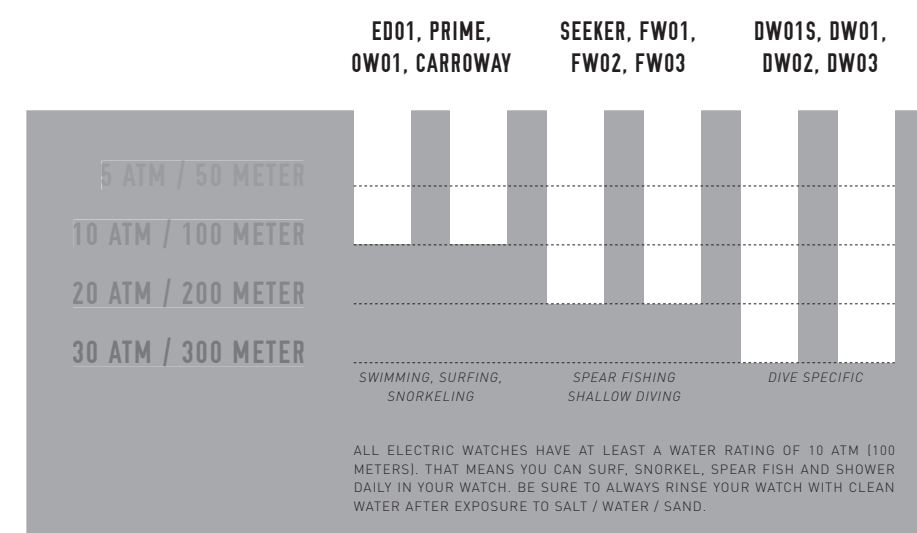 ED01, PRIME,
OW01, CARROWAY
SEEKER, FW01,
FW02, FW03
DW01S, DW01,
DW02, DW03
5 ATM / 50 METER
10 ATM / 100 METER
20 ATM / 200 METER
30 ATM / 300 METER
SWIMMING, SURFING,
SNORKELING
SPEAR FISHING
SHALLOW DIVING
DIVE SPECIFIC
ALL ELECTRIC WATCHES HAVE AT LEAST A WATER RATING OF 10 ATM (100
METERS). THAT MEANS YOU CAN SURF, SNORKEL, SPEAR FISH AND SHOWER
DAILY IN YOUR WATCH. BE SURE TO ALWAYS RINSE YOUR WATCH WITH CLEAN
WATER AFTER EXPOSURE TO SALT / WATER / SAND.